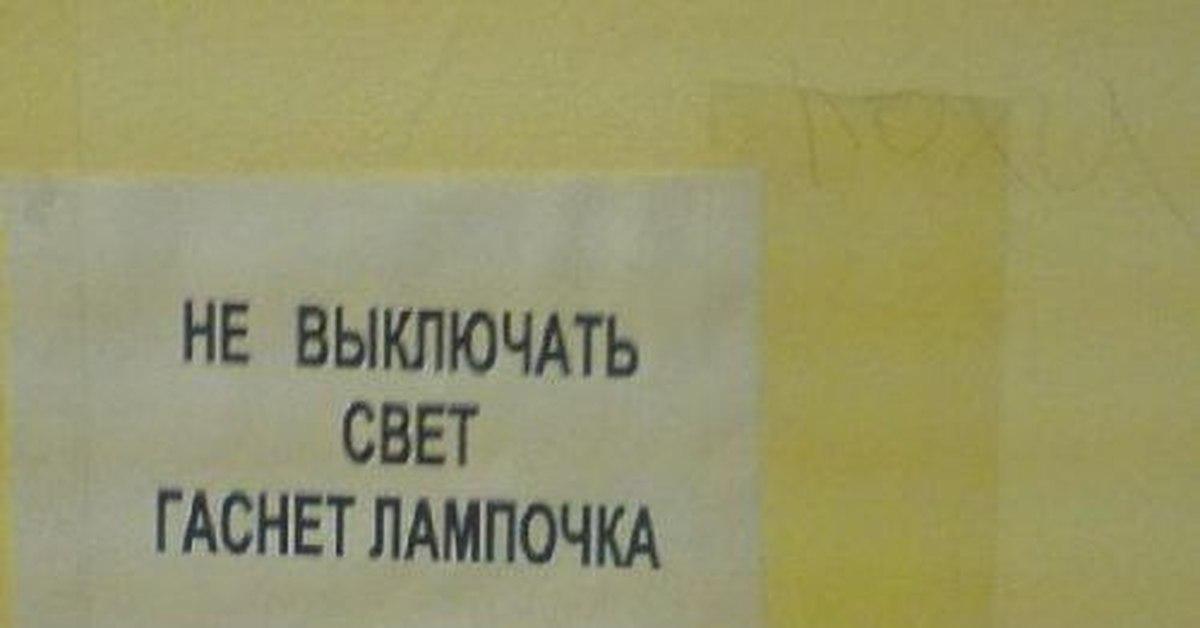 НЕ ВЫКЛЮЧАТЬ
СВЕТ
ГАСНЕТ ЛАМПОЧКА